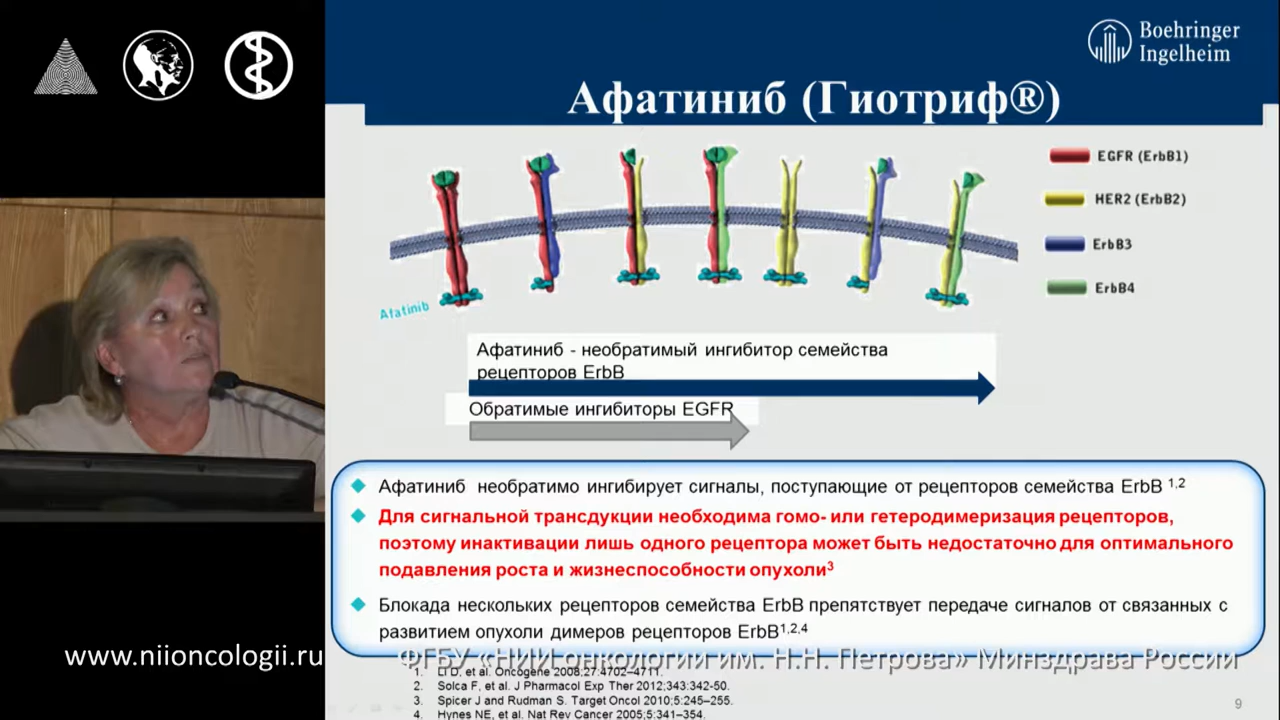 Boehringer
Ingelheim
Афатиниб (Гиотриф®)
EGFR (ErbB1)
HER2 (ErbB2)
ErbB3
ErbB4
Afatinib
Афатиниб - необратимый ингибитор семейства
рецепторов ErbB
Обратимые ингибиторы EGFR
Афатиниб необратимо ингибирует сигналы, поступающие от рецепторов семейства ErbB 1,2
Для сигнальной трансдукции необходима гомо- или гетеродимеризация рецепторов,
поэтому инактивации лишь одного рецептора может быть недостаточно для оптимального
подавления роста и жизнеспособности опухоли3
Блокада нескольких рецепторов семейства ErbB препятствует передаче сигналов от связанных с
развитием опухоли димеров рецепторов ErbB1,2,4
www.niioncologii.ru
ФГБУ «НИИ онкологии им. Н.Н. Петрова» Минздрава России
1. Li D, et al. Oncogene 2008;27:4702–4711.
2. Solca F, et al. J Pharmacol Exp Ther 2012;343:342-50.
3. Spicer J and Rudman S. Target Oncol 2010;5:245–255.
4. Hynes NE, et al. Nat Rev Cancer 2005;5:341–354.
9